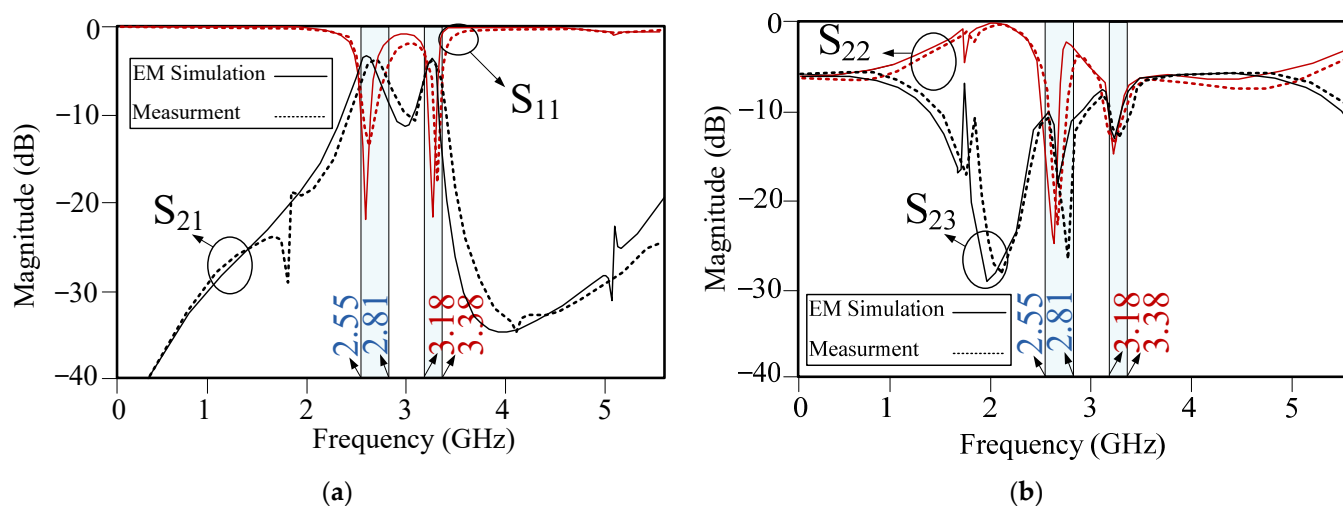 0
−10
−20
−30
−40
Magnitude (dB)
EM Simulation
Measurment
S21
S11
2.55
2.81
3.18
3.38
0
1
2
3
4
5
Frequency (GHz)
(a)
0
−10
−20
−30
−40
Magnitude (dB)
S22
S23
EM Simulation
Measurment
2.55
2.81
3.18
3.38
0
1
2
3
4
5
Frequency (GHz)
(b)